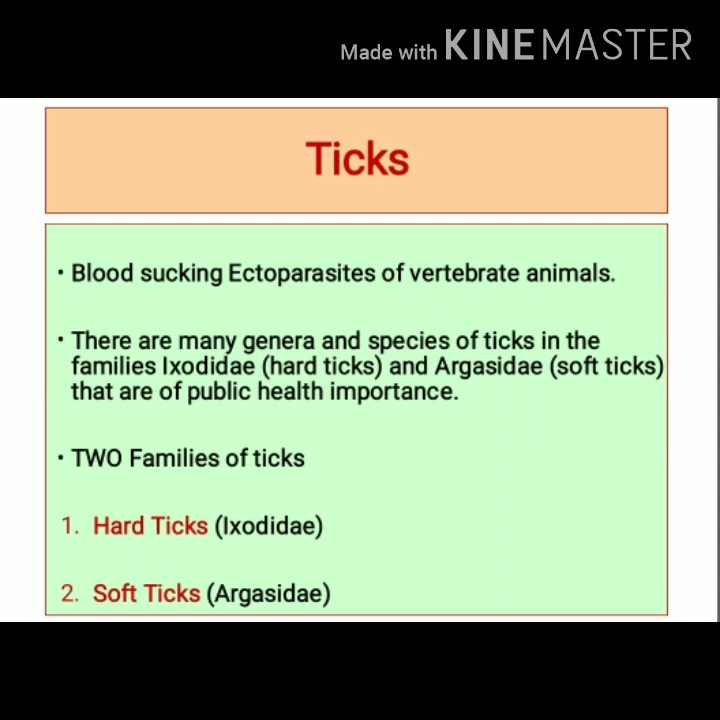 Made with KINEMASTER
Ticks
• Blood sucking Ectoparasites of vertebrate animals.
• There are many genera and species of ticks in the
families Ixodidae (hard ticks) and Argasidae (soft ticks)
that are of public health importance.
• TWO Families of ticks
1. Hard Ticks (Ixodidae)
2. Soft Ticks (Argasidae)